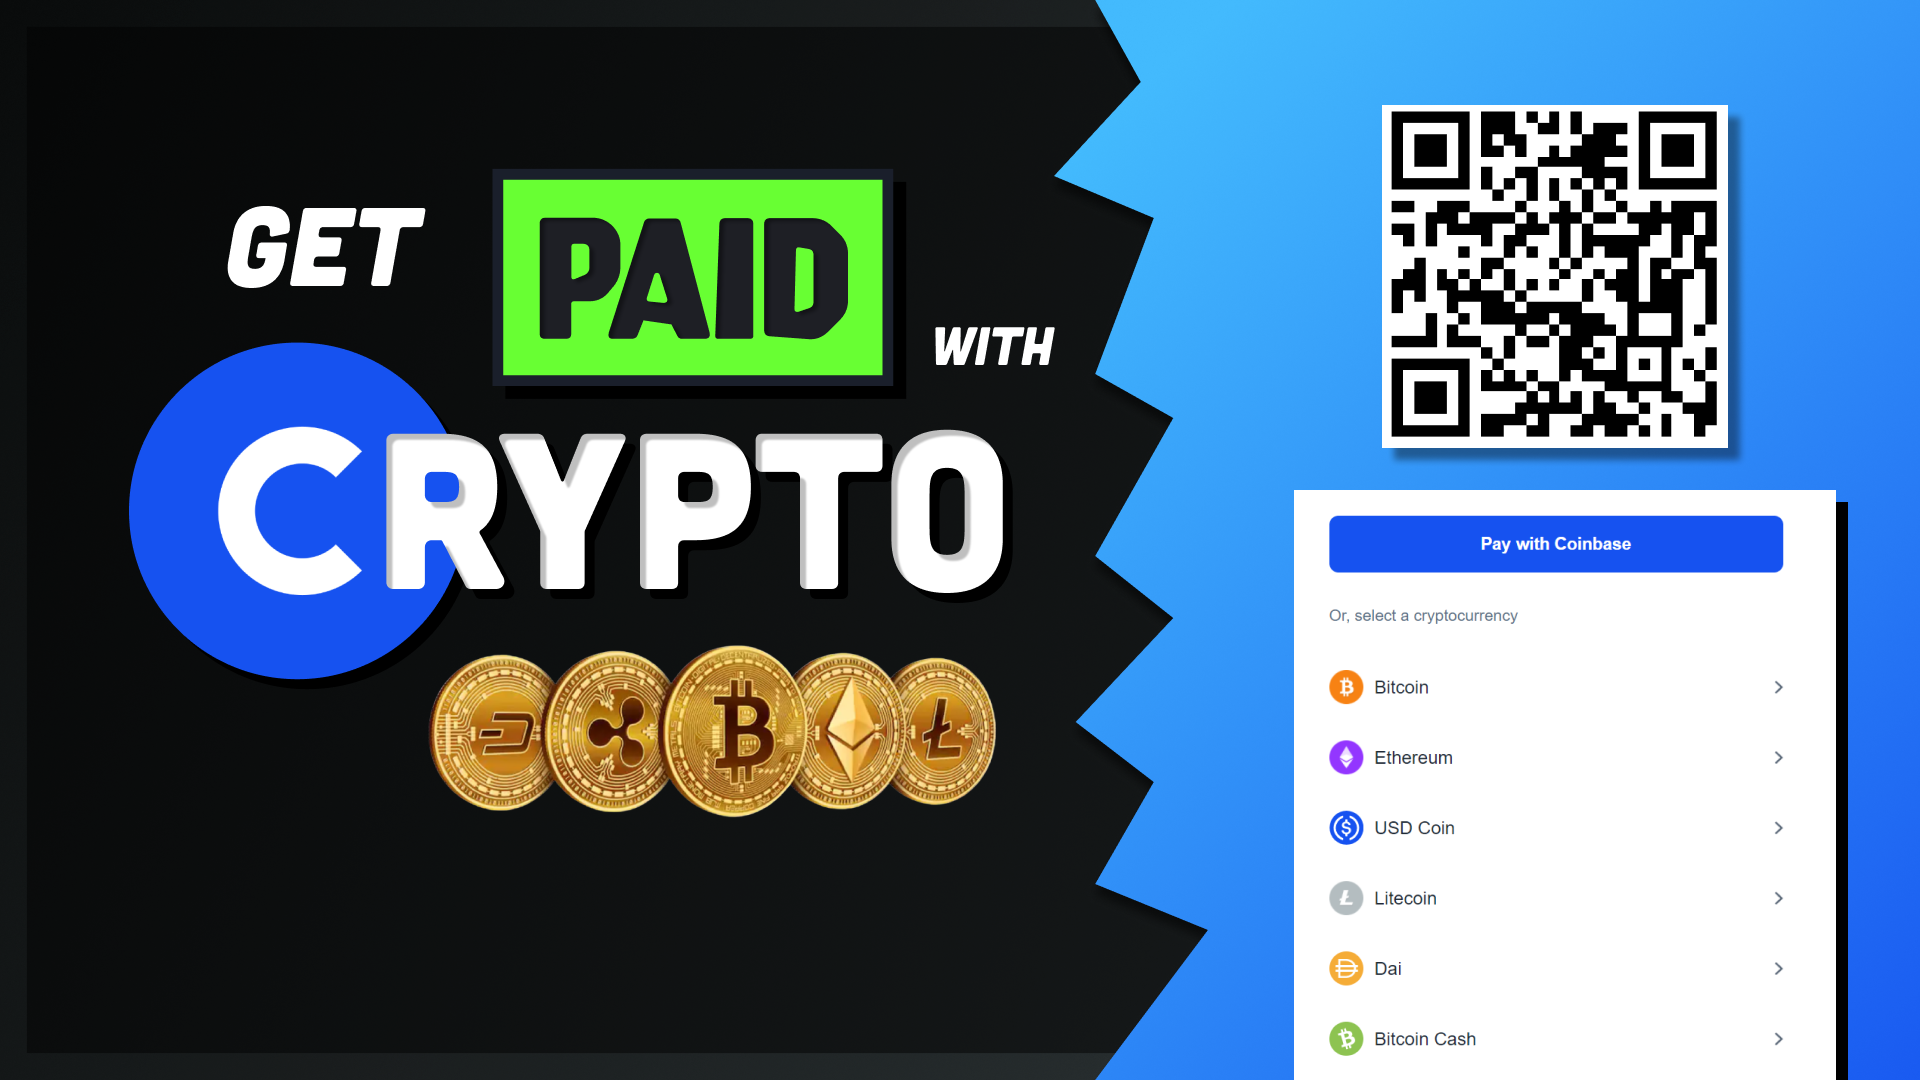 GET
PAID
WITH
CRYPTO
Pay with Coinbase
Or, select a cryptocurrency
Bitcoin
Ethereum
USD Coin
Litecoin
Dai
Bitcoin Cash